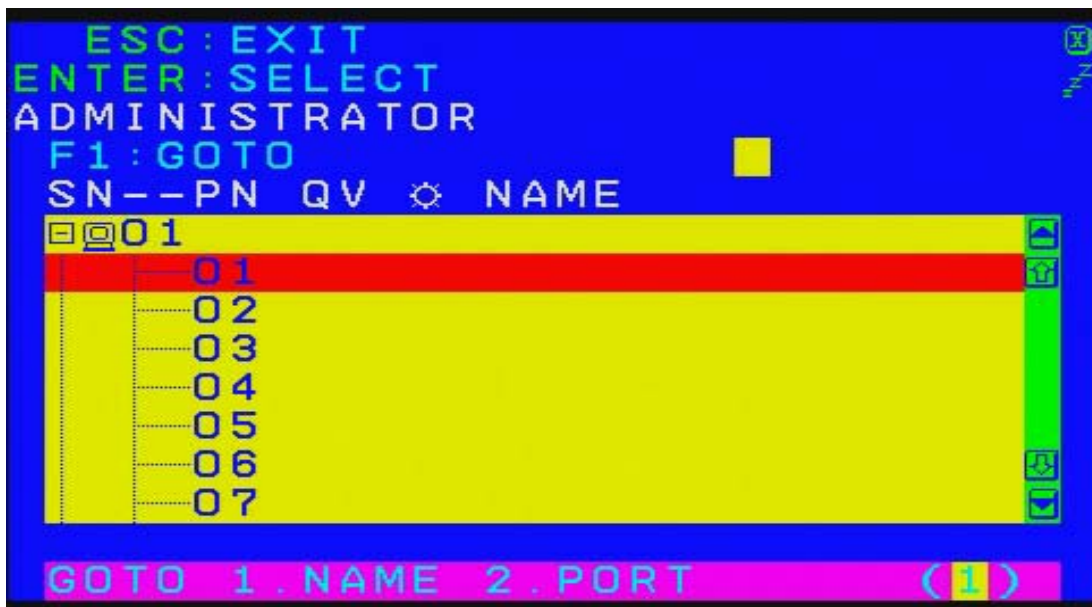 ESC:EXIT
ENTER:SELECT
ADMINISTRATOR
F1:GOTO
SN--PN QV ☼ NAME
01
01
02
03
04
05
06
07
GOTO 1.NAME 2.PORT (1)